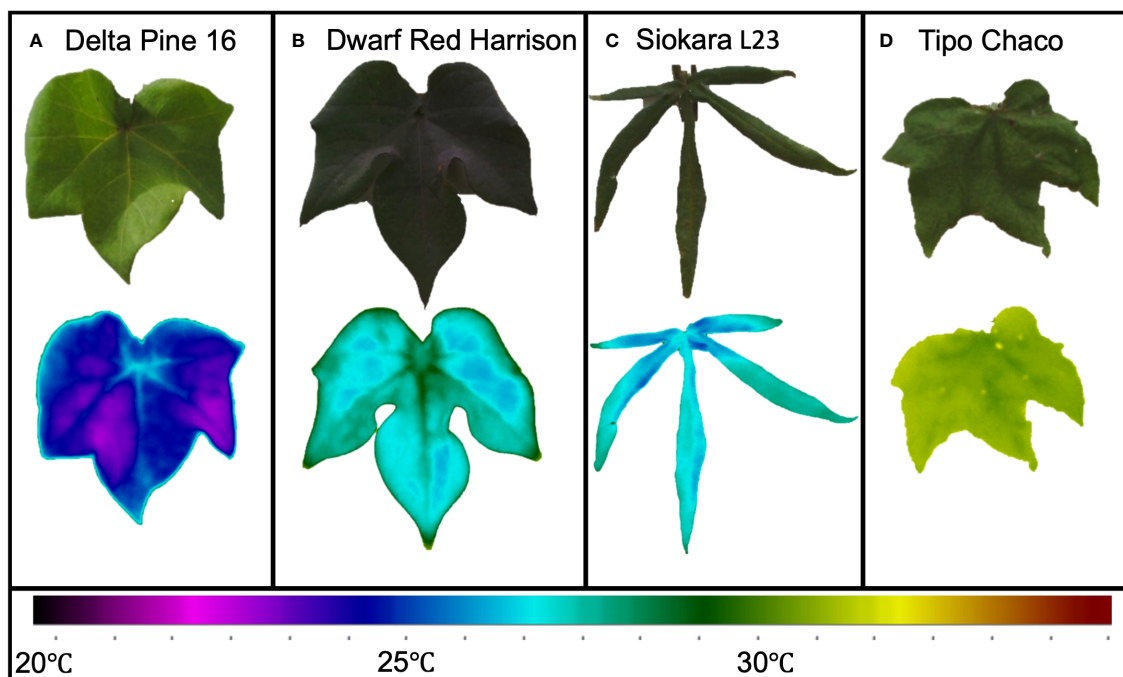 A Delta Pine 16
B Dwarf Red Harrison
C Siokara L23
D Tipo Chaco
20℃ 25℃ 30℃